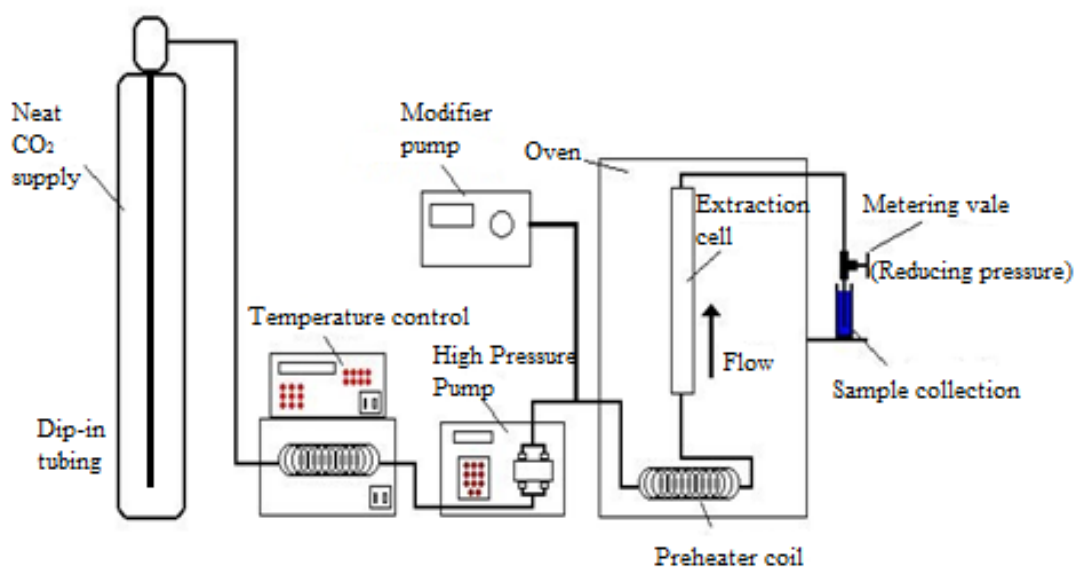 Neat
CO₂
supply
Modifier
pump
Oven
Extraction
cell
Metering vale
(Reducing pressure)
Temperature control
High Pressure
Pump
Flow
Sample collection
Dip-in
tubing
Preheater coil